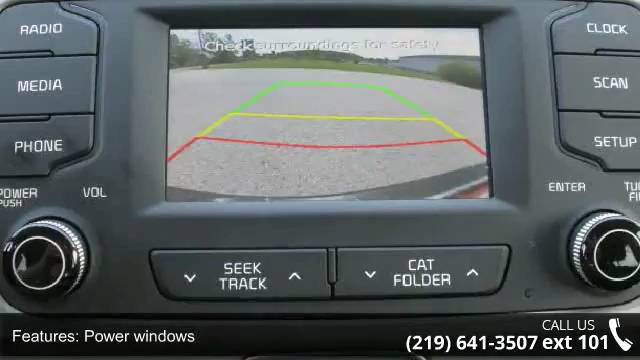 Check surroundings for safety
RADIO
MEDIA
PHONE
POWER
PUSH
VOL
CLOCK
SCAN
SETUP
ENTER
SEEK
TRACK
CAT
FOLDER
Features: Power windows
CALL US
(219) 641-3507 ext 101